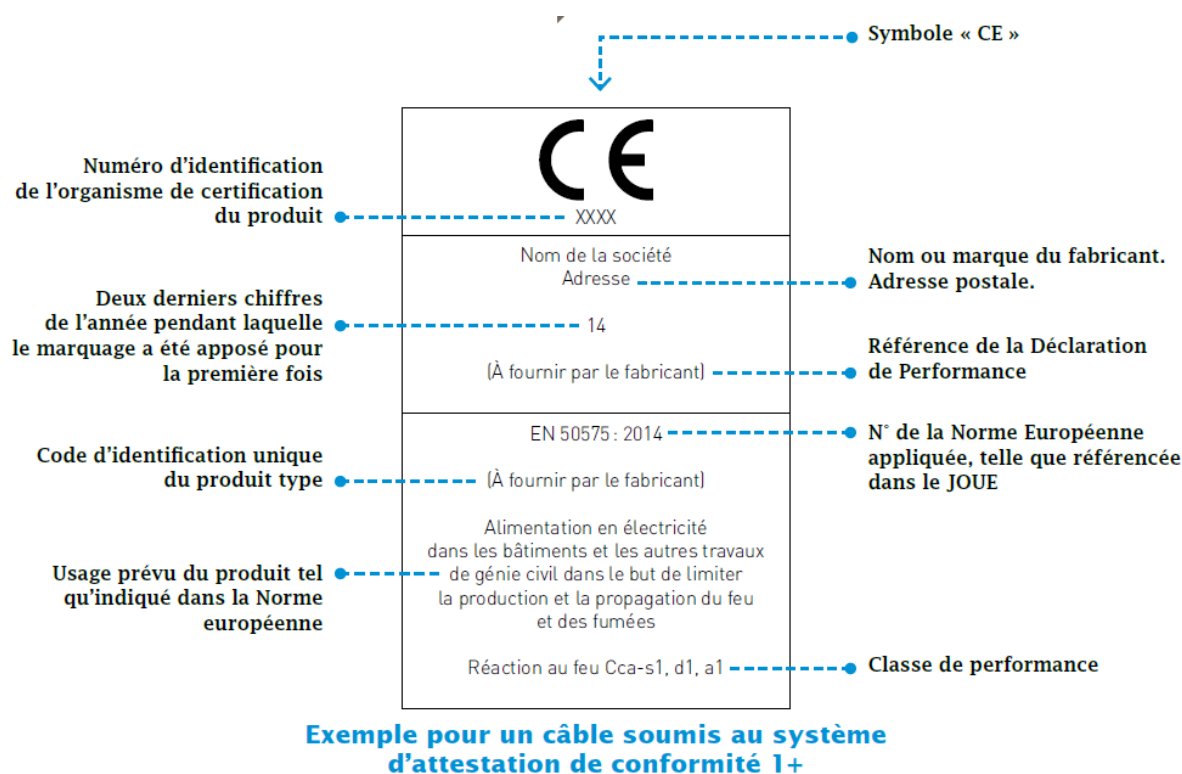 Symbole « CE »
CE
Numéro d’identification
de l’organisme de certification
du produit
XXXX
Nom de la société
Adresse
Nom ou marque du fabricant.
Adresse postale.
Deux derniers chiffres
de l’année pendant laquelle
le marquage a été apposé pour
la première fois
14
(À fournir par le fabricant)
Référence de la Déclaration
de Performance
EN 50575 : 2014
N° de la Norme Européenne
appliquée, telle que référencée
dans le JOUE
Code d’identification unique
du produit type
(À fournir par le fabricant)
Alimentation en électricité
dans les bâtiments et les autres travaux
de génie civil dans le but de limiter
la production et la propagation du feu
et des fumées
Usage prévu du produit tel
qu’indiqué dans la Norme
européenne
Réaction au feu Cca-s1, d1, a1
Classe de performance
Exemple pour un câble soumis au système
d’attestation de conformité 1+